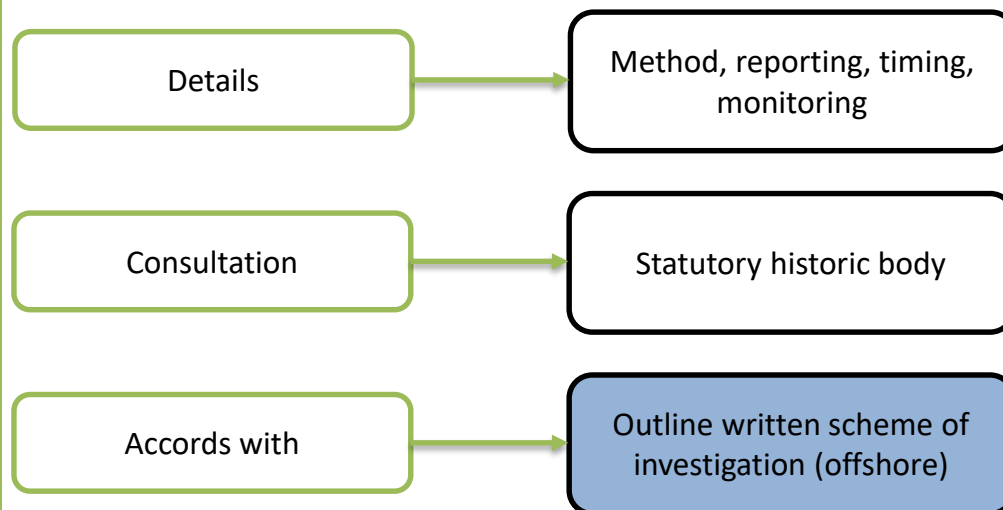 Details
Method, reporting, timing,
monitoring
Consultation
Statutory historic body
Accords with
Outline written scheme of
investigation (offshore)